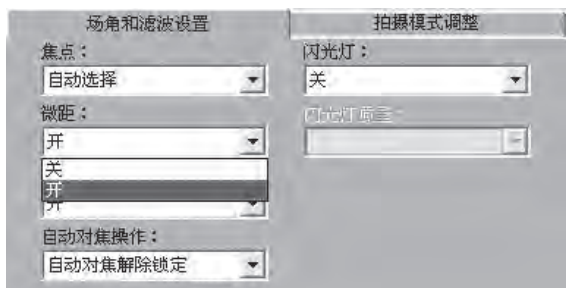 场角和滤波设置
拍摄模式调整
焦点：
闪光灯：
自动选择
关
微距：
开
关
开
开
自动对焦操作：
自动对焦解除锁定